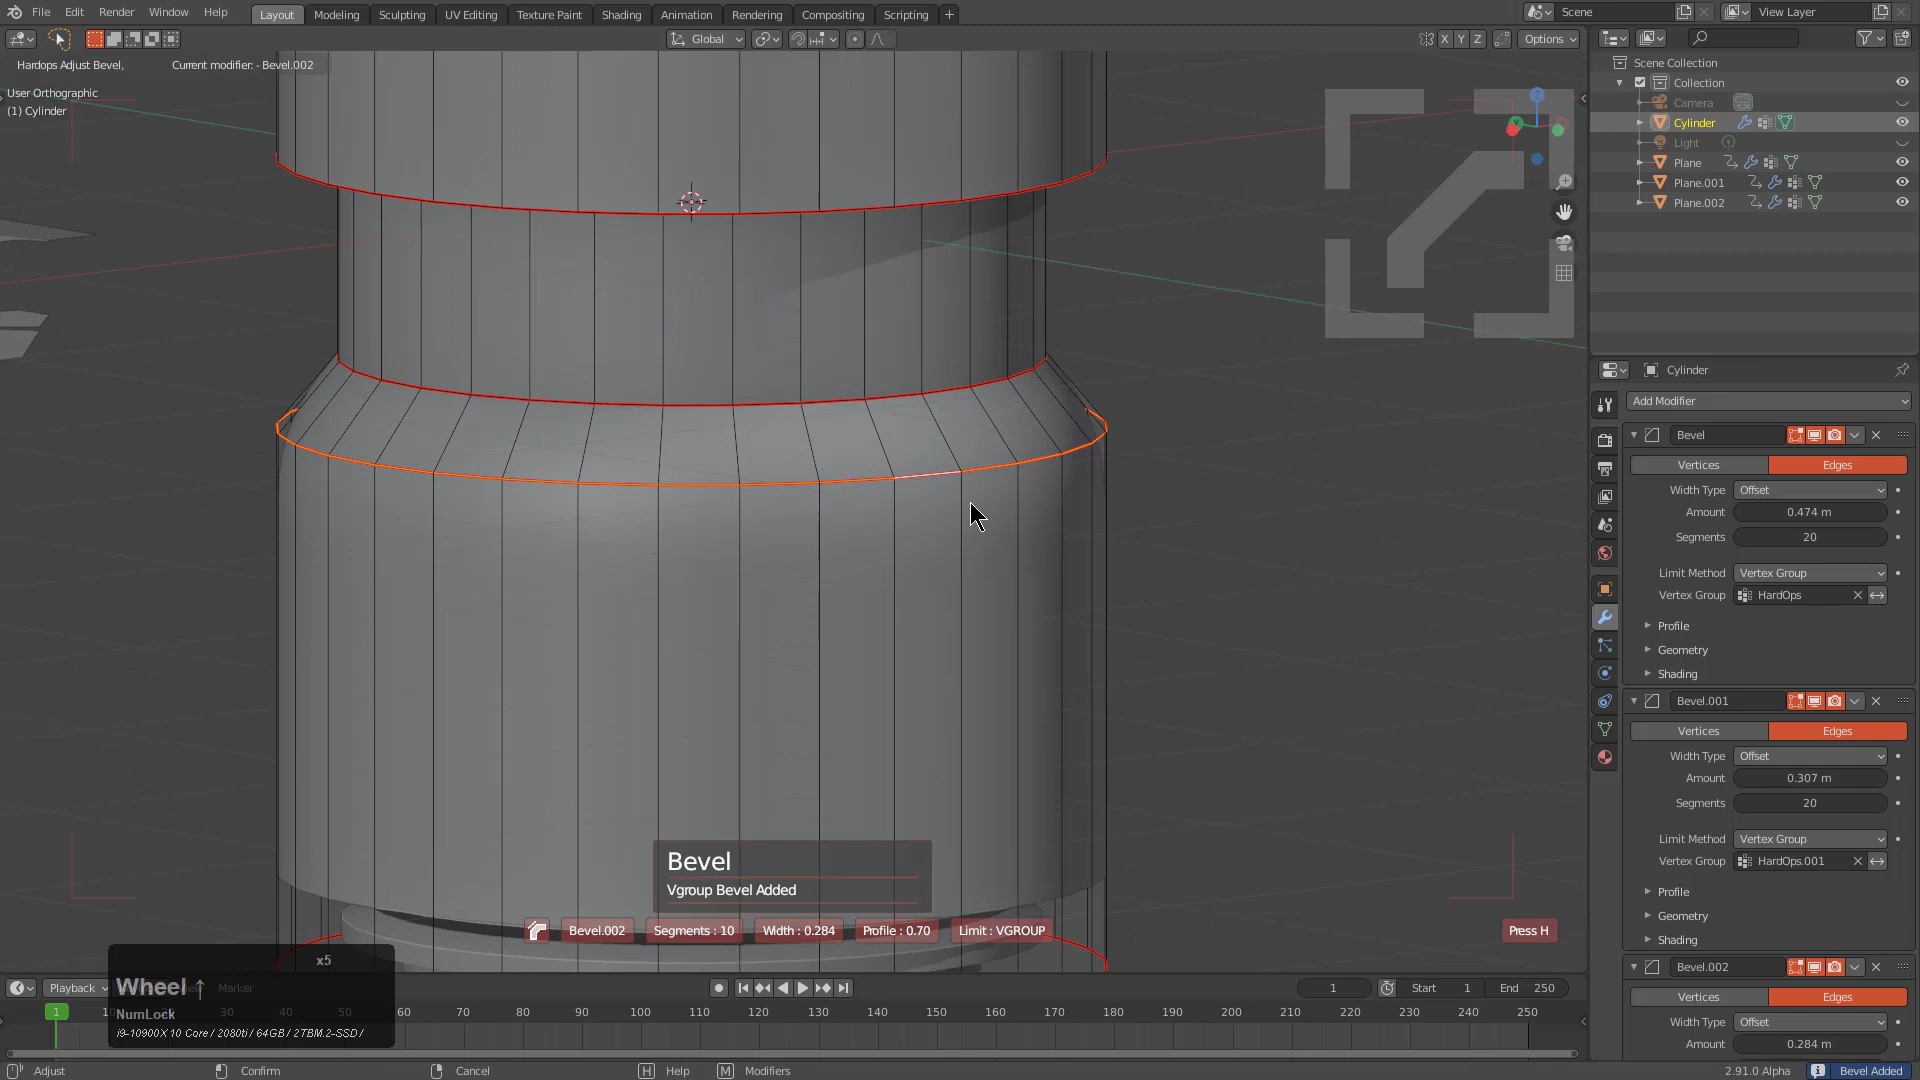 File Edit Render Window Help Layout Modeling Sculpting UV Editing Texture Paint Shading Animation Rendering Compositing Scripting + Scene View Layer
Global X Y Z Options
Hardops Adjust Bevel, Current modifier: - Bevel.002
User Orthographic
(1) Cylinder
Scene Collection
Collection
Camera
Cylinder
Light
Plane
Plane.001
Plane.002
Cylinder
Add Modifier
Bevel
Vertices Edges
Width Type Offset
Amount 0.474 m
Segments 20
Limit Method Vertex Group
Vertex Group HardOps
Profile
Geometry
Shading
Bevel.001
Vertices Edges
Width Type Offset
Amount 0.307 m
Segments 20
Limit Method Vertex Group
Vertex Group HardOps.001
Profile
Geometry
Shading
Bevel.002
Vertices Edges
Width Type Offset
Amount 0.284 m
Bevel
Vgroup Bevel Added
Bevel.002 Segments : 10 Width : 0.284 Profile : 0.70 Limit : VGROUP Press H
x5
Wheel ↑
NumLock
i9-10900X 10 Core / 2080ti / 64GB / 2TBM.2-SSD /
Playback Marker 1 Start 1 End 250
1 30 40 50 60 70 80 90 100 110 120 130 140 150 160 170 180 190 200 210 220 230 240 250
Adjust Confirm Cancel H Help M Modifiers 2.91.0 Alpha Bevel Added